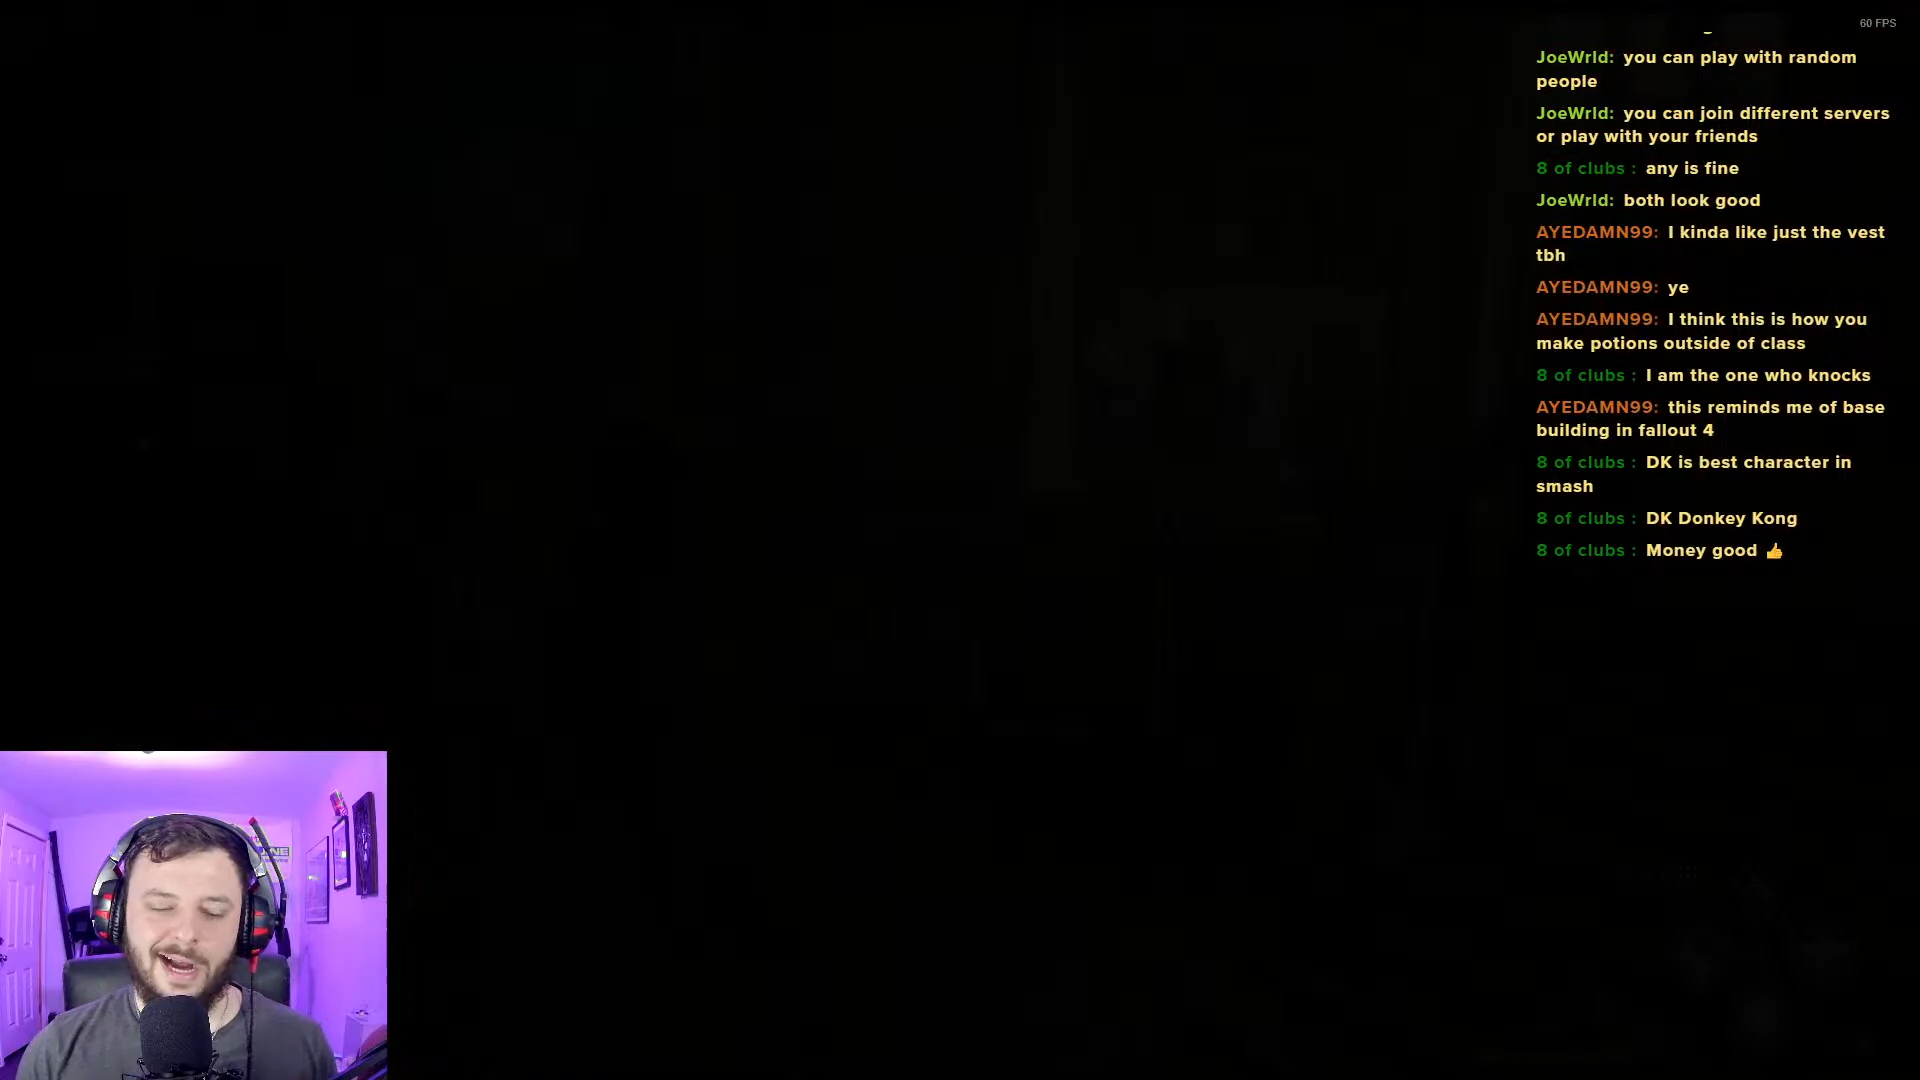 60 FPS
JoeWrld: you can play with random
people
JoeWrld: you can join different servers
or play with your friends
8 of clubs : any is fine
JoeWrld: both look good
AYEDAMN99: I kinda like just the vest
tbh
AYEDAMN99: ye
AYEDAMN99: I think this is how you
make potions outside of class
8 of clubs : I am the one who knocks
AYEDAMN99: this reminds me of base
building in fallout 4
8 of clubs : DK is best character in
smash
8 of clubs : DK Donkey Kong
8 of clubs : Money good 👍